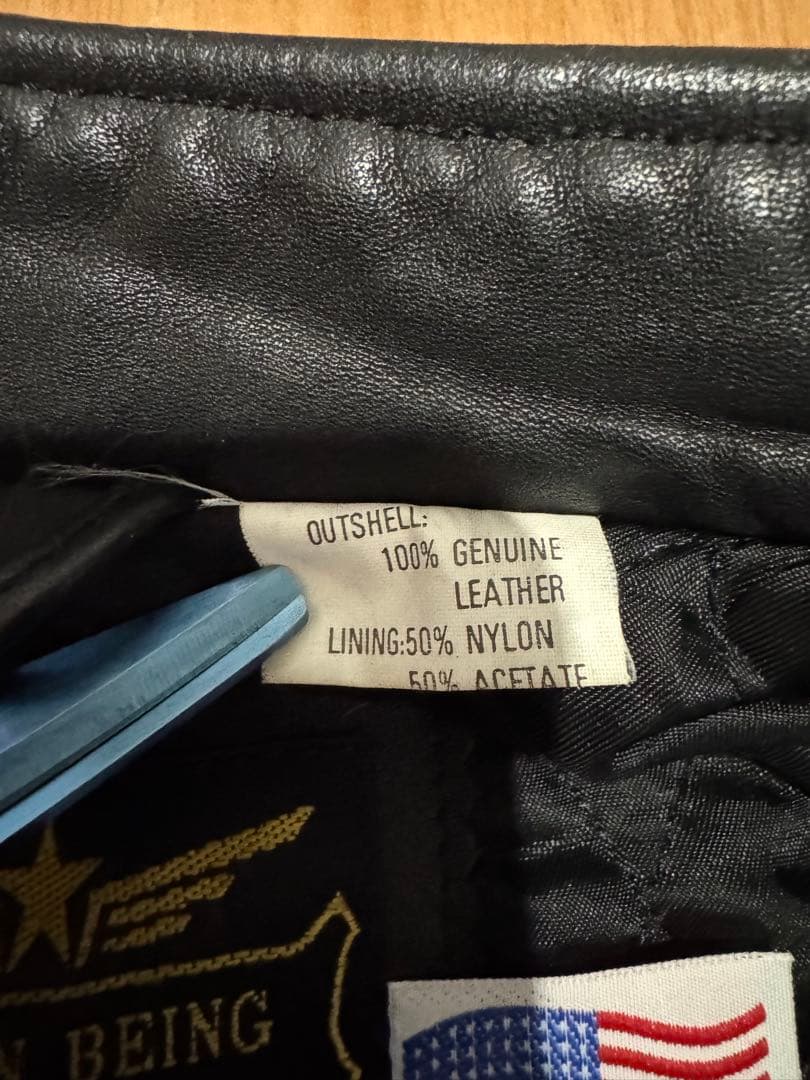 OUTSHELL:
100% GENUINE
LEATHER
LINING:50% NYLON
50% ACETATE
BEING